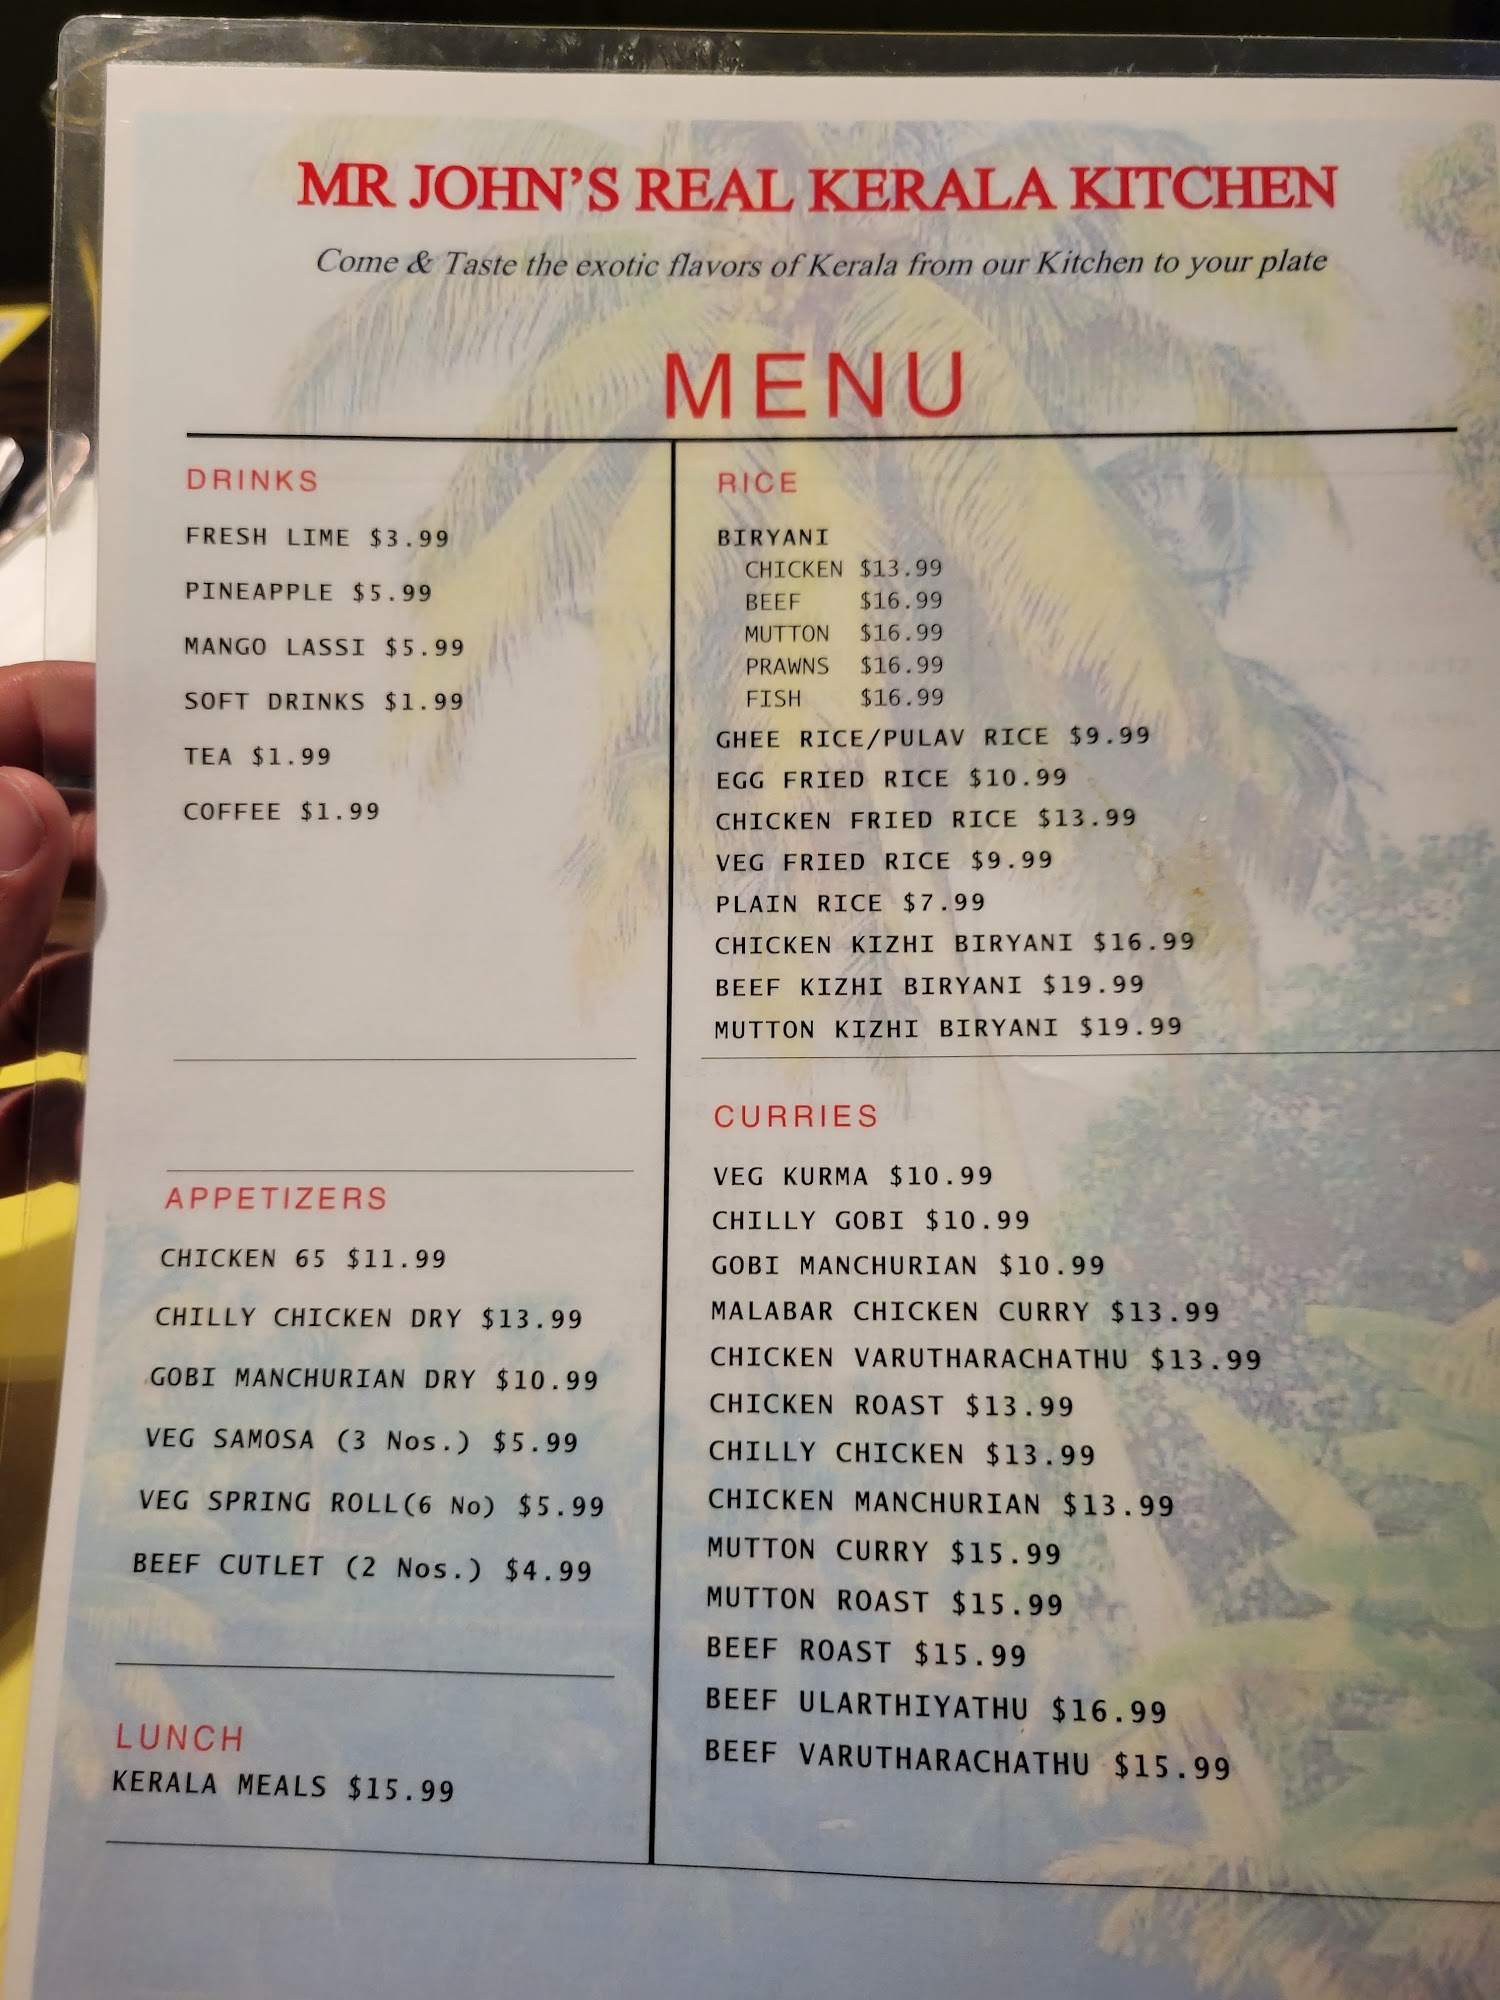 MR JOHN'S REAL KERALA KITCHEN
Come & Taste the exotic flavors of Kerala from our Kitchen to your plate
MENU
DRINKS
FRESH LIME $3.99
PINEAPPLE $5.99
MANGO LASSI $5.99
SOFT DRINKS $1.99
TEA $1.99
COFFEE $1.99
APPETIZERS
CHICKEN 65 $11.99
CHILLY CHICKEN DRY $13.99
GOBI MANCHURIAN DRY $10.99
VEG SAMOSA (3 Nos.) $5.99
VEG SPRING ROLL(6 No) $5.99
BEEF CUTLET (2 Nos.) $4.99
LUNCH
KERALA MEALS $15.99
RICE
BIRYANI
CHICKEN $13.99
BEEF $16.99
MUTTON $16.99
PRAWNS $16.99
FISH $16.99
GHEE RICE/PULAV RICE $9.99
EGG FRIED RICE $10.99
CHICKEN FRIED RICE $13.99
VEG FRIED RICE $9.99
PLAIN RICE $7.99
CHICKEN KIZHI BIRYANI $16.99
BEEF KIZHI BIRYANI $19.99
MUTTON KIZHI BIRYANI $19.99
CURRIES
VEG KURMA $10.99
CHILLY GOBI $10.99
GOBI MANCHURIAN $10.99
MALABAR CHICKEN CURRY $13.99
CHICKEN VARUTHARACHATHU $13.99
CHICKEN ROAST $13.99
CHILLY CHICKEN $13.99
CHICKEN MANCHURIAN $13.99
MUTTON CURRY $15.99
MUTTON ROAST $15.99
BEEF ROAST $15.99
BEEF ULARTHIYATHU $16.99
BEEF VARUTHARACHATHU $15.99